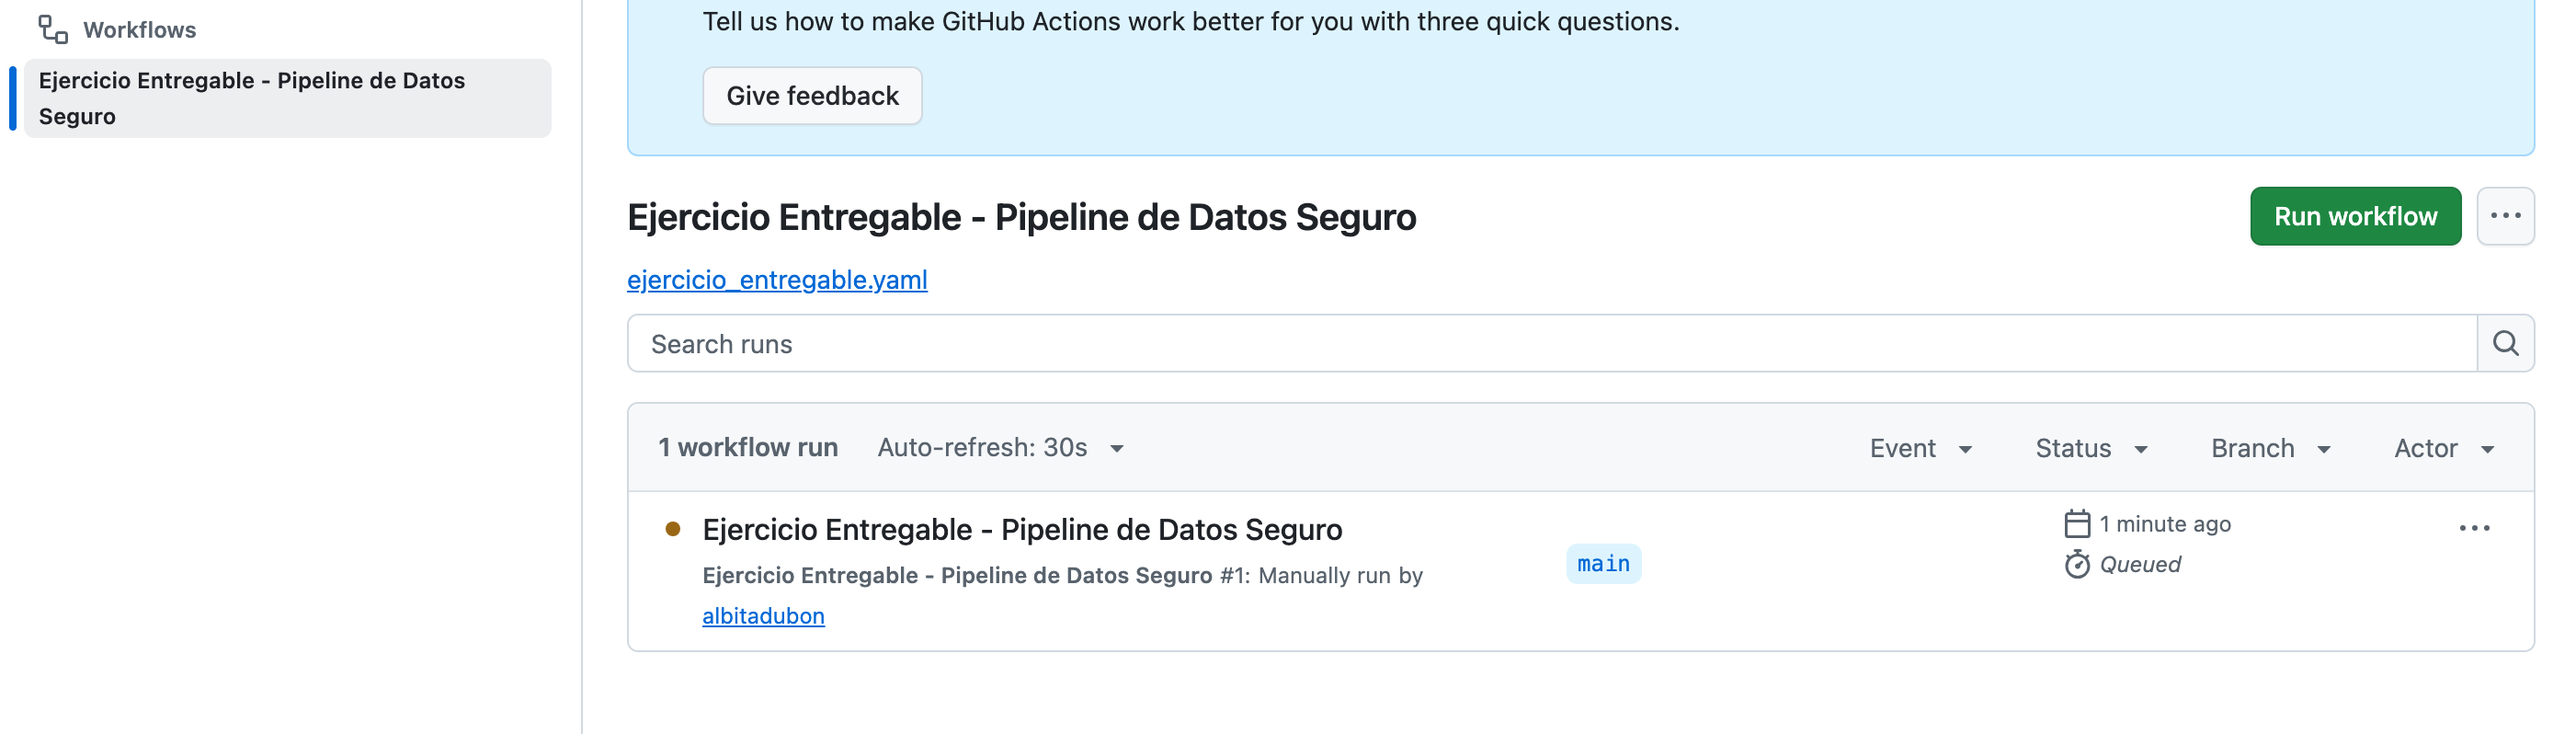 Workflows
Ejercicio Entregable - Pipeline de Datos
Seguro
Tell us how to make GitHub Actions work better for you with three quick questions.
Give feedback
Ejercicio Entregable - Pipeline de Datos Seguro
Run workflow
ejercicio_entregable.yaml
Search runs
1 workflow run Auto-refresh: 30s Event Status Branch Actor
Ejercicio Entregable - Pipeline de Datos Seguro
Ejercicio Entregable - Pipeline de Datos Seguro #1: Manually run by
albitadubon
main
1 minute ago
Queued